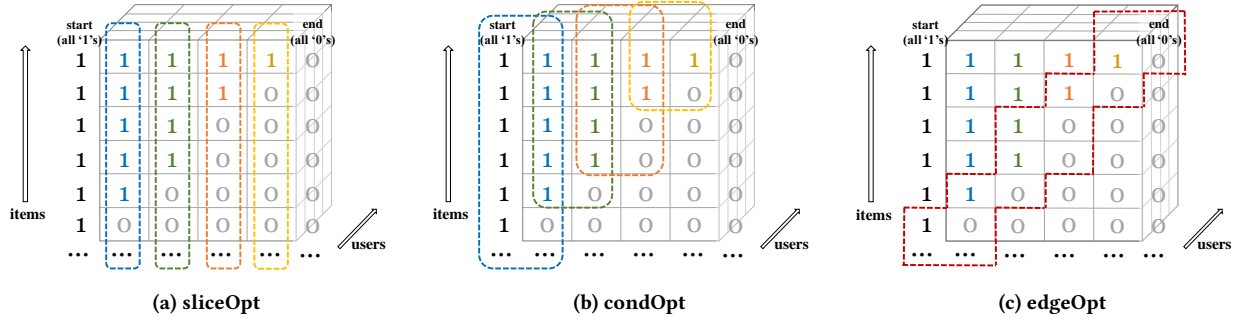 start
(all ‘1’s)
end
(all ‘0’s)
1 1 1 1 1 0
1 1 1 1 0 0
1 1 1 0 0 0
1 1 1 0 0 0
1 1 0 0 0 0
1 0 0 0 0 0
... ... ... ... ... ...
items
users
(a) sliceOpt
start
(all ‘1’s)
end
(all ‘0’s)
1 1 1 1 1 0
1 1 1 1 0 0
1 1 1 0 0 0
1 1 1 0 0 0
1 1 0 0 0 0
1 0 0 0 0 0
... ... ... ... ... ...
items
users
(b) condOpt
start
(all ‘1’s)
end
(all ‘0’s)
1 1 1 1 1 0
1 1 1 1 0 0
1 1 1 0 0 0
1 1 1 0 0 0
1 1 0 0 0 0
1 0 0 0 0 0
... ... ... ... ... ...
items
users
(c) edgeOpt